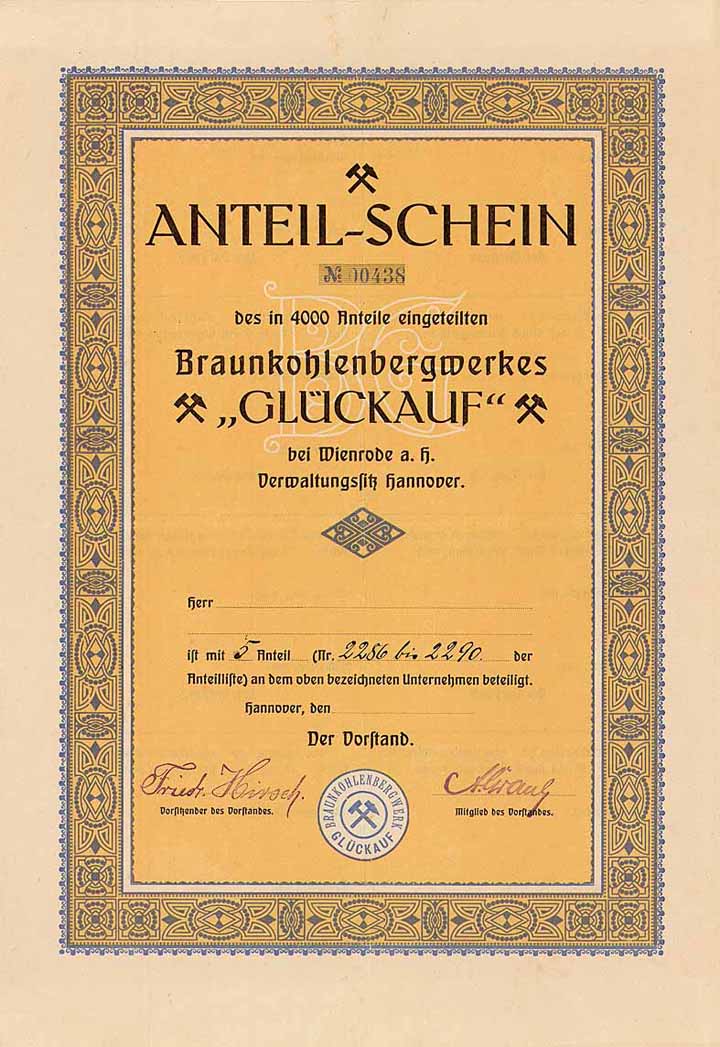 ANTEIL-SCHEIN
№ 00438
BG
des in 4000 Anteile eingeteilten
Braunkohlenbergwerkes
„GLÜCKAUF“
bei Wienrode a. H.
Verwaltungssitz Hannover.
Herr
ist mit 5 Anteil (Nr. 2286 bis 2290. der
Anteilliste) an dem oben bezeichneten Unternehmen beteiligt.
Hannover, den
Der Vorstand.
Friedr. Hirsch.
Vorsitzender des Vorstandes.
Mitglied des Vorstandes.
BRAUNKOHLENBERGWERK
GLÜCKAUF